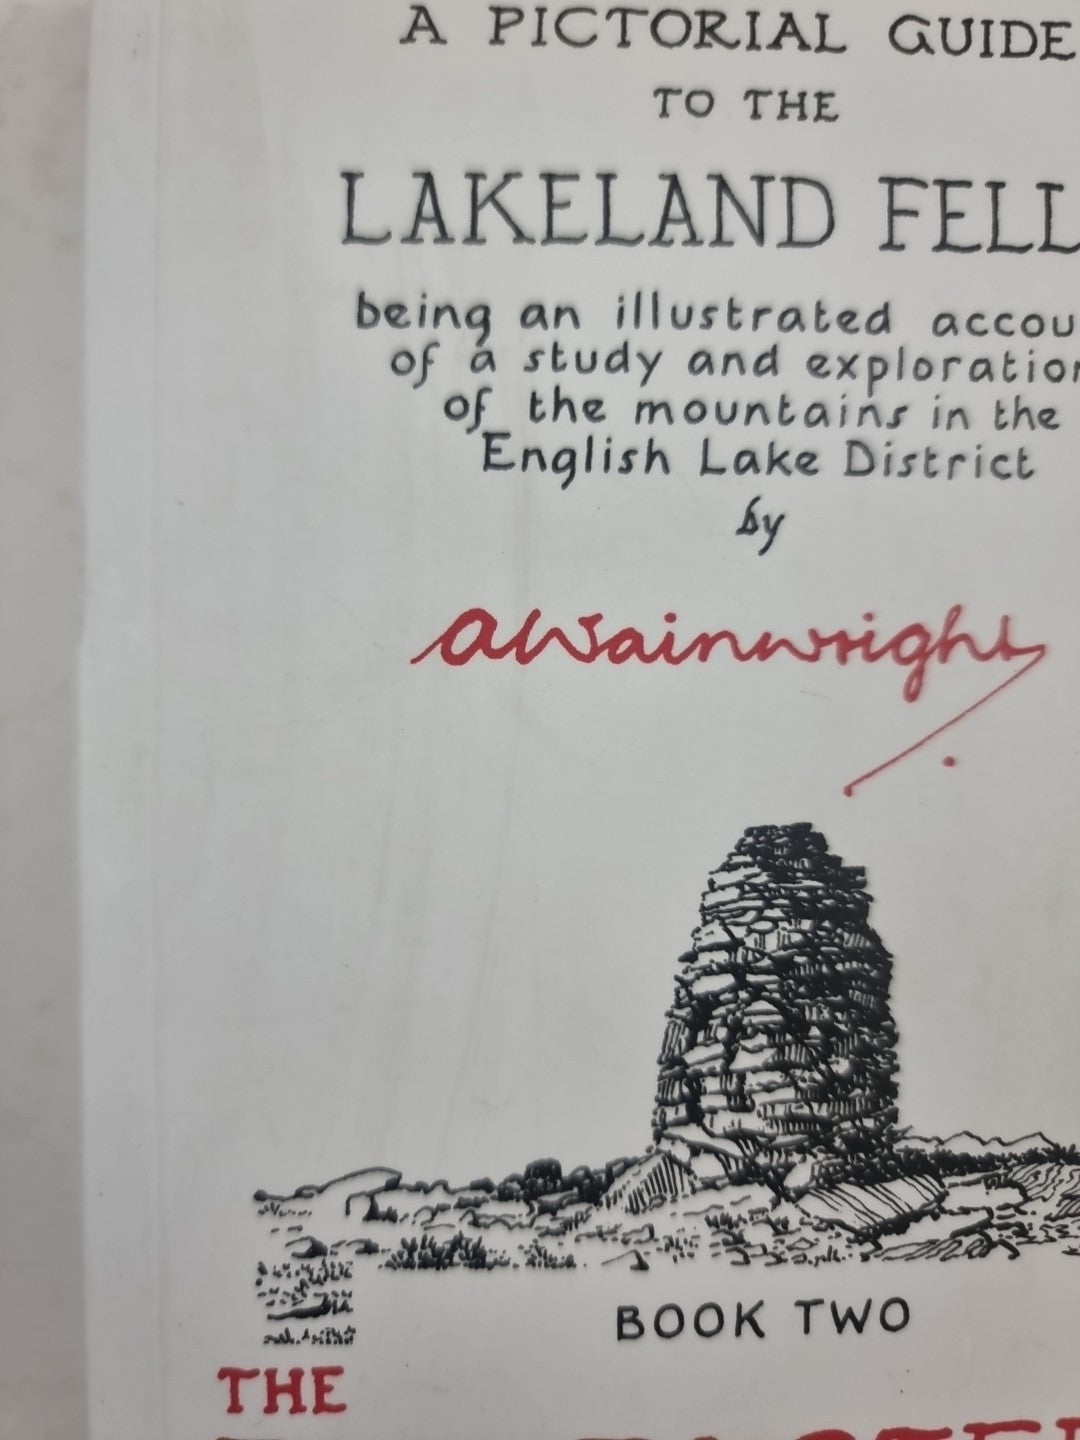 A PICTORIAL GUIDE
TO THE
LAKELAND FELL
being an illustrated accou
of a study and exploration
of the mountains in the
English Lake District
by
AWainwright
BOOK TWO
THE